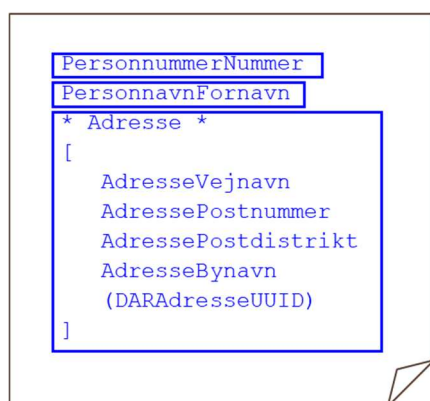 PersonnummerNummer
PersonnavnFornavn
* Adresse *
[
AdresseVejnavn
AdressePostnummer
AdressePostdistrikt
AdresseBynavn
(DARAdresseUUID)
]